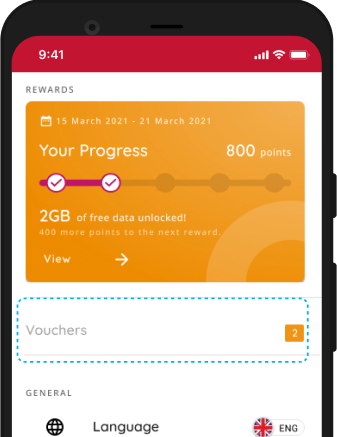 9:41
REWARDS
15 March 2021 - 21 March 2021
Your Progress 800 points
2GB of free data unlocked!
400 more points to the next reward.
View
Vouchers 2
GENERAL
Language ENG